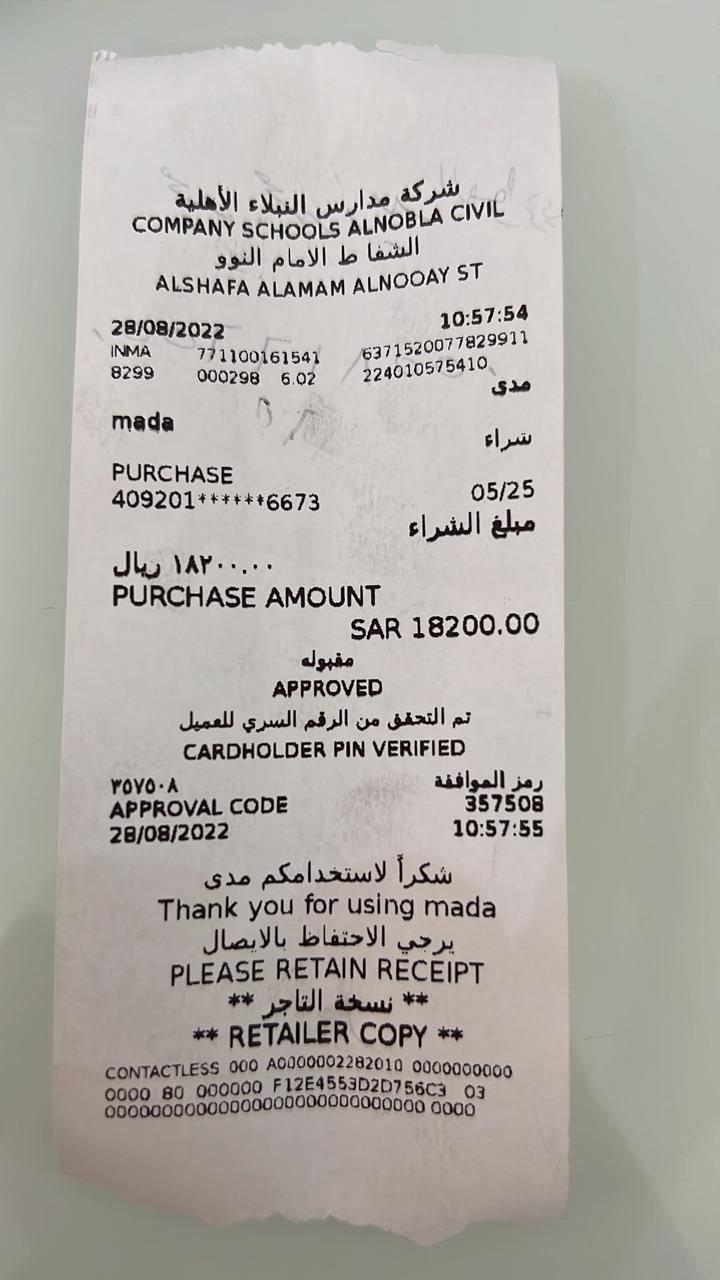 شركة مدارس النبلاء الأهلية
COMPANY SCHOOLS ALNOBLA CIVIL
الشفا ط الامام النوو
ALSHAFA ALAMAM ALNOOAY ST
28/08/2022 10:57:54
INMA 771100161541 6371520077829911
8299 000298 6.02 224010575410
مدى
mada
شراء
PURCHASE
409201******6673 05/25
مبلغ الشراء
١٨٢٠٠.٠٠ ريال
PURCHASE AMOUNT
SAR 18200.00
مقبوله
APPROVED
تم التحقق من الرقم السري للعميل
CARDHOLDER PIN VERIFIED
رمز الموافقة ٣٥٧٥٠٨
APPROVAL CODE 357508
28/08/2022 10:57:55
شكراً لاستخدامكم مدى
Thank you for using mada
يرجي الاحتفاظ بالايصال
PLEASE RETAIN RECEIPT
** نسخة التاجر **
** RETAILER COPY **
CONTACTLESS 000 A0000002282010 0000000000
0000 80 000000 F12E4553D2D756C3 03
0000000000000000000000000000 0000